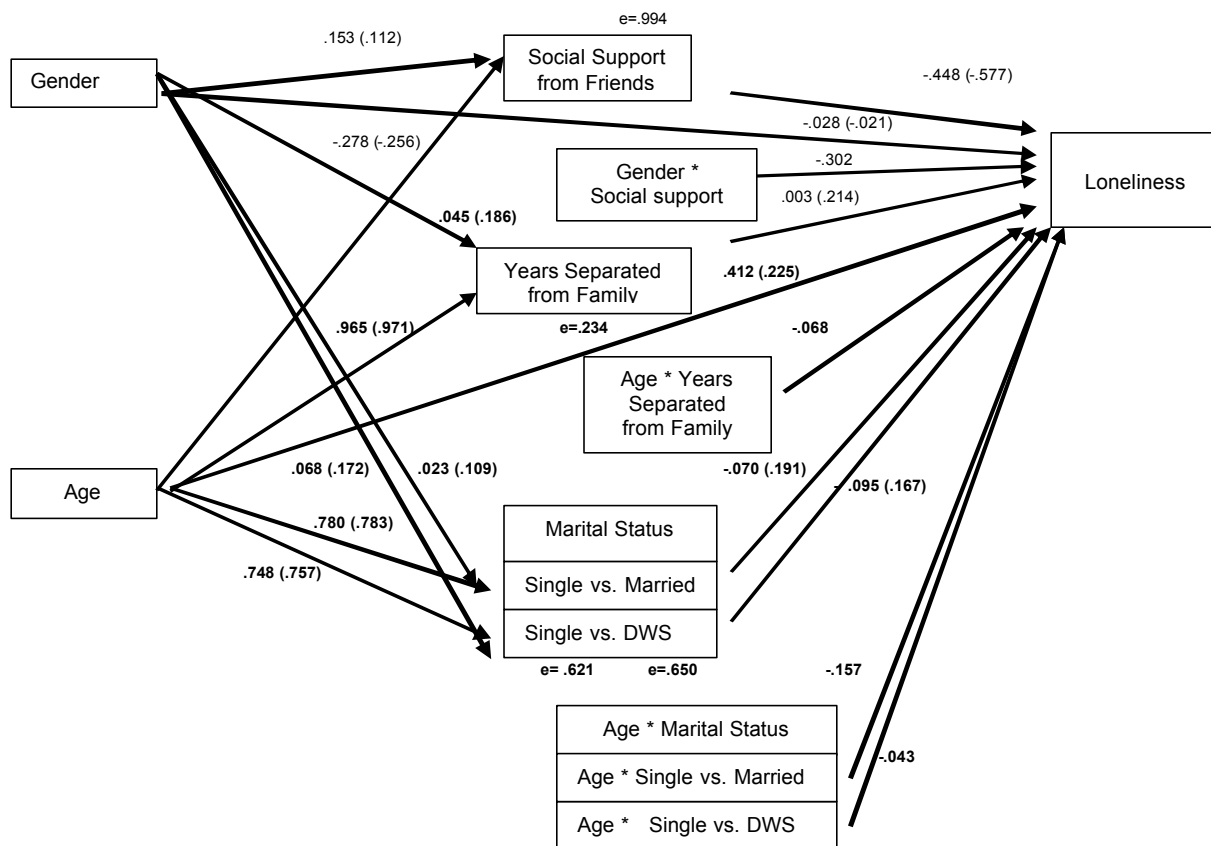 e=.994
.153 (.112)
Gender
Social Support
from Friends
-.448 (-.577)
-.028 (-.021)
-.278 (-.256)
Gender *
Social support
-.302
.003 (.214)
Loneliness
.045 (.186)
Years Separated
from Family
.412 (.225)
.965 (.971)
e=.234
-.068
Age * Years
Separated
from Family
.068 (.172)
.023 (.109)
-.070 (.191)
- .095 (.167)
Age
.780 (.783)
.748 (.757)
Marital Status
Single vs. Married
Single vs. DWS
e= .621
e=.650
-.157
Age * Marital Status
Age * Single vs. Married
Age * Single vs. DWS
-.043